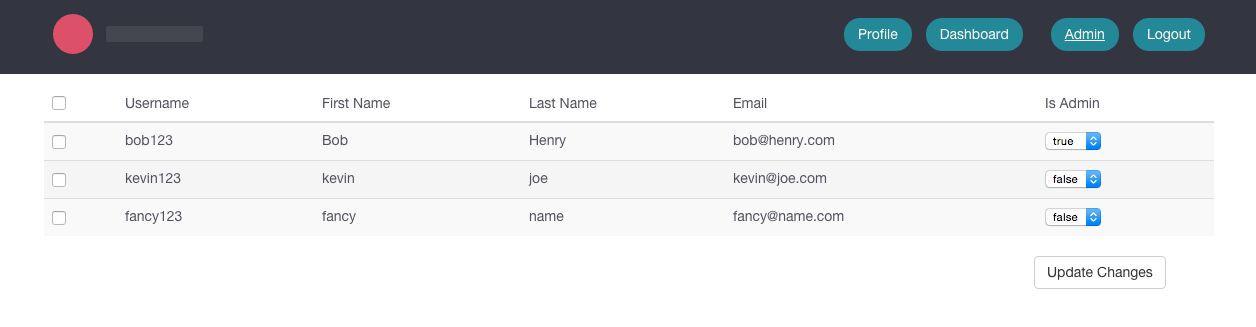 Profile Dashboard Admin Logout
Username First Name Last Name Email Is Admin
bob123 Bob Henry bob@henry.com true
kevin123 kevin joe kevin@joe.com false
fancy123 fancy name fancy@name.com false
Update Changes